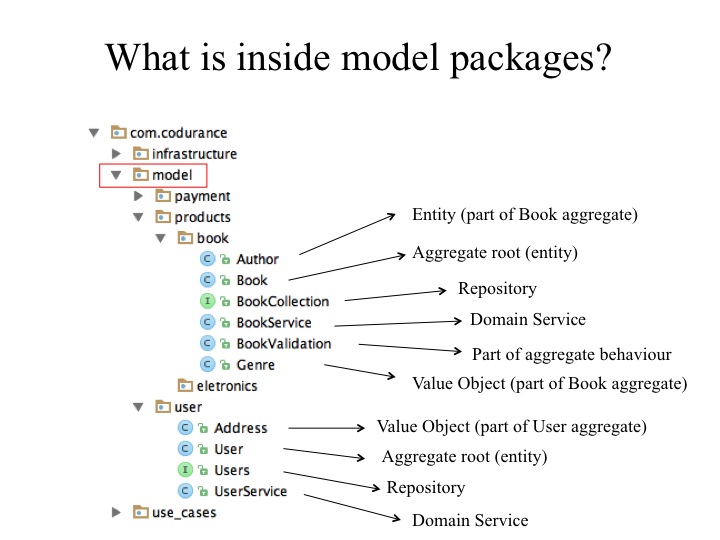 What is inside model packages?
com.codurance
infrastructure
model
payment
products
book
Author
Entity (part of Book aggregate)
Book
Aggregate root (entity)
BookCollection
Repository
BookService
Domain Service
BookValidation
Part of aggregate behaviour
Genre
Value Object (part of Book aggregate)
eletronics
user
Address
Value Object (part of User aggregate)
User
Aggregate root (entity)
Users
Repository
UserService
Domain Service
use_cases